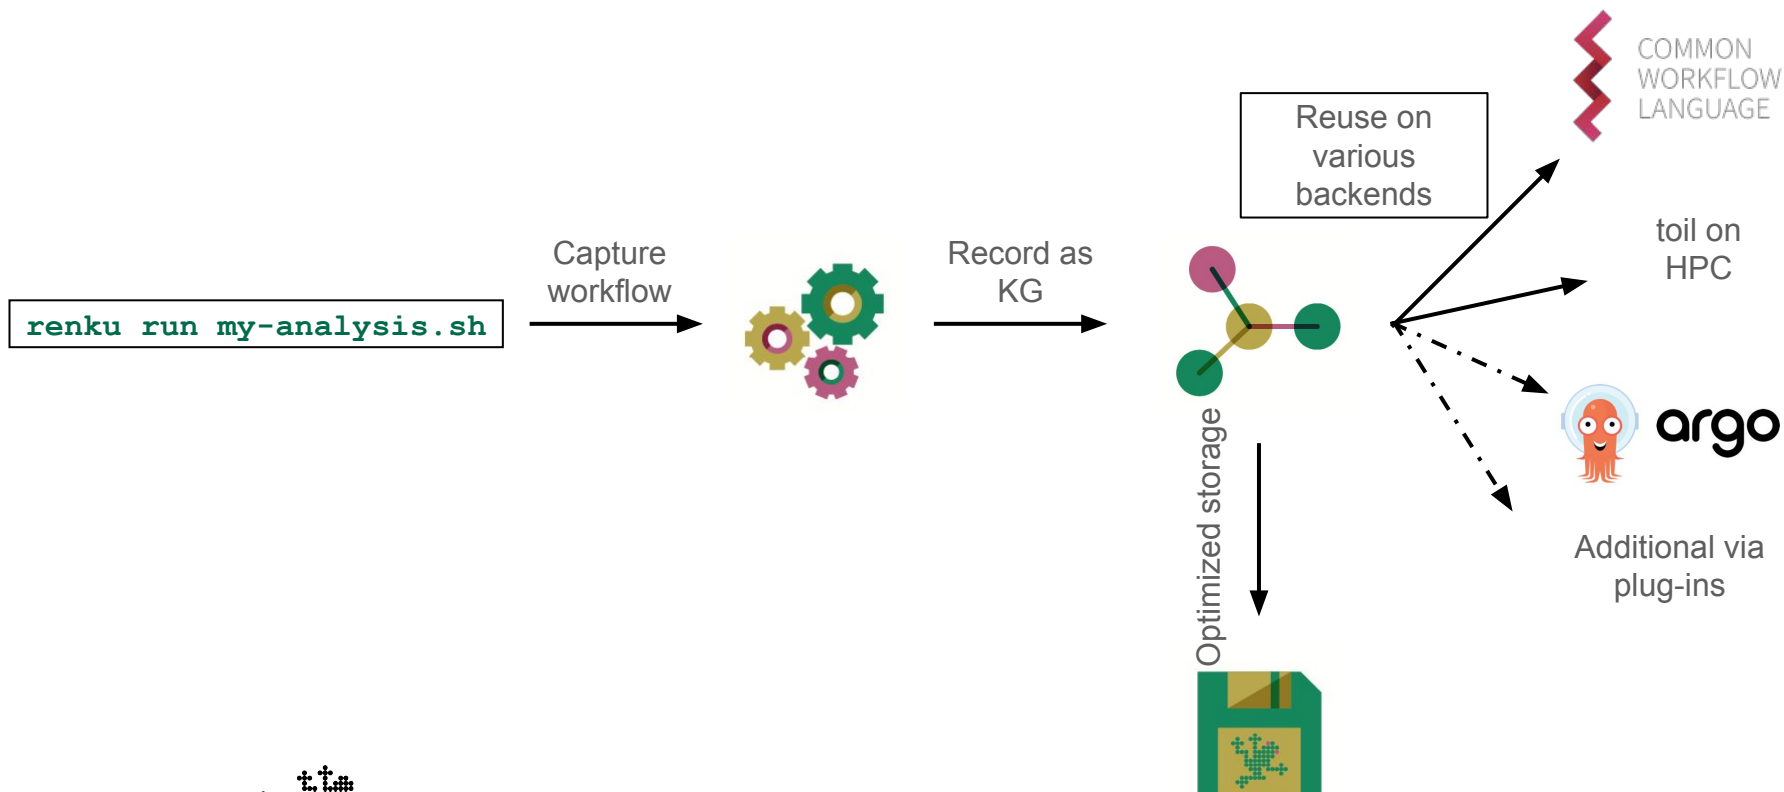 renku run my-analysis.sh
Capture
workflow
Record as
KG
Reuse on
various
backends
COMMON
WORKFLOW
LANGUAGE
toil on
HPC
argo
Additional via
plug-ins
Optimized storage